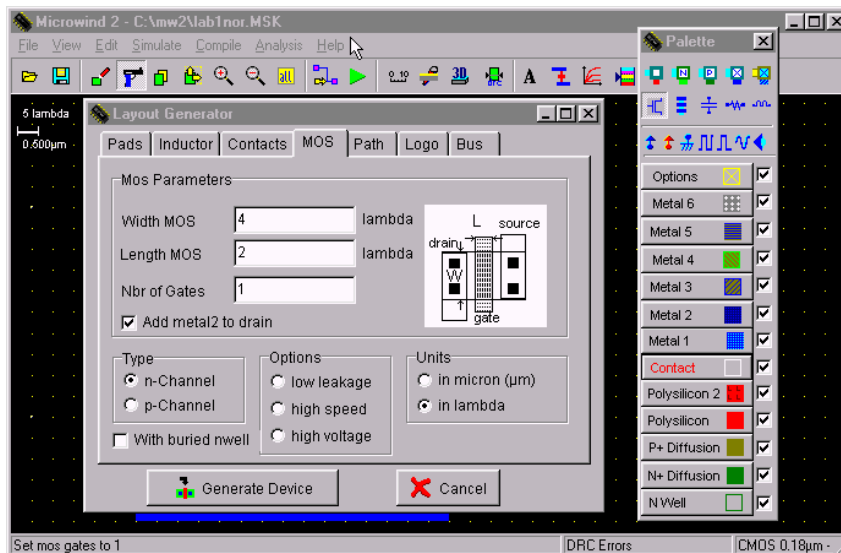 Microwind 2 - C:\mw2\lab1nor.MSK
File View Edit Simulate Compile Analysis Help
all
3D
A
5 lambda
0.600µm
Layout Generator
Pads Inductor Contacts MOS Path Logo Bus
Mos Parameters
Width MOS 4 lambda
Length MOS 2 lambda
Nbr of Gates 1
Add metal2 to drain
L source
drain
W
gate
Type
n-Channel
p-Channel
With buried nwell
Options
low leakage
high speed
high voltage
Units
in micron (µm)
in lambda
Generate Device
Cancel
Palette
N P
Options
Metal 6
Metal 5
Metal 4
Metal 3
Metal 2
Metal 1
Contact
Polysilicon 2
Polysilicon
P+ Diffusion
N+ Diffusion
N Well
Set mos gates to 1
DRC Errors
CMOS 0.18µm -